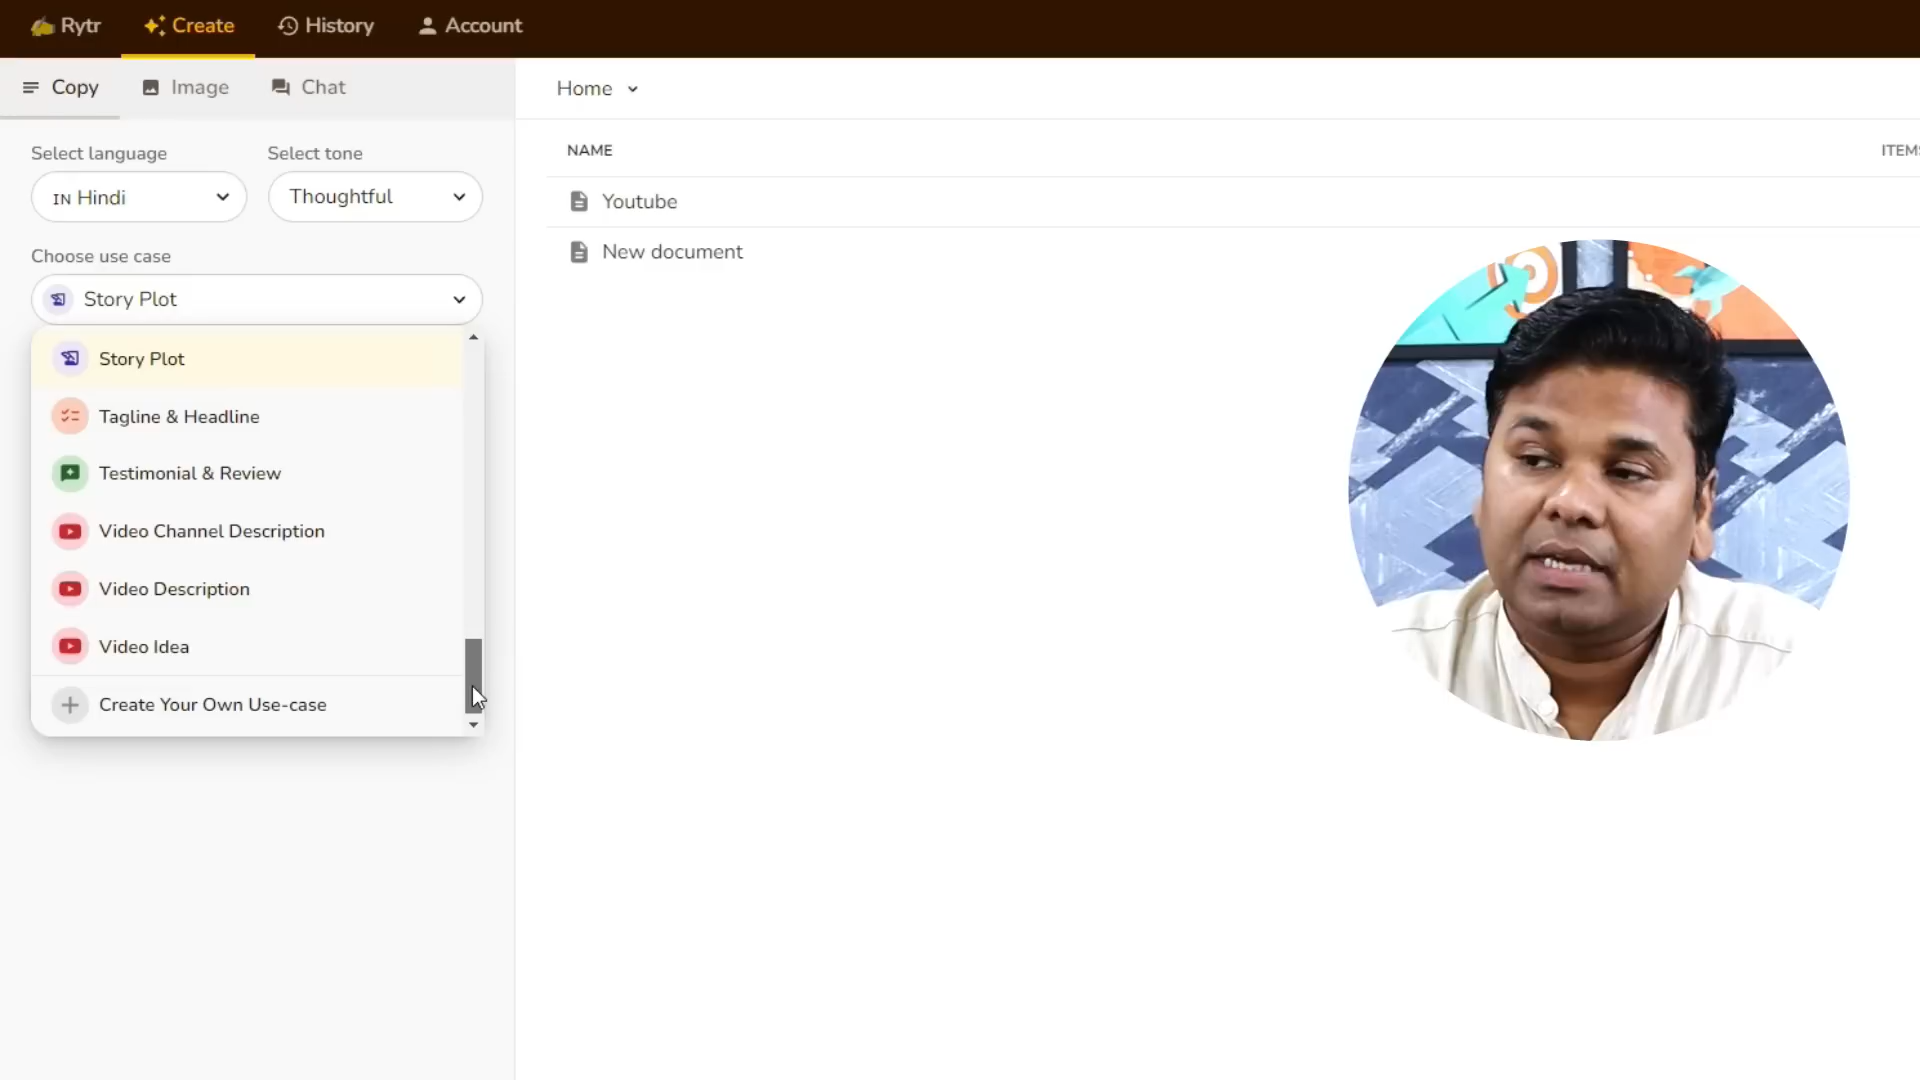 Rytr Create History Account
Copy Image Chat
Home
Select language Select tone
IN Hindi Thoughtful
Choose use case
Story Plot
Story Plot
Tagline & Headline
Testimonial & Review
Video Channel Description
Video Description
Video Idea
Create Your Own Use-case
NAME ITEMS
Youtube
New document